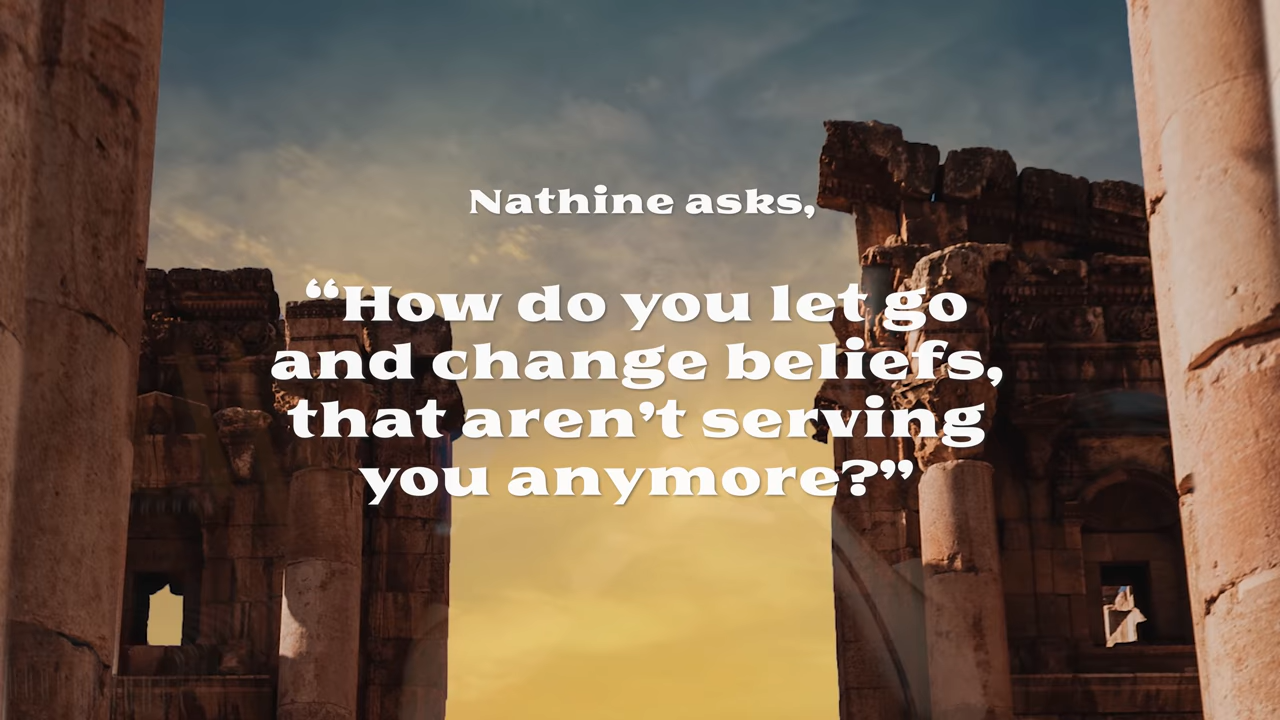 Nathine asks,
“How do you let go
and change beliefs,
that aren’t serving
you anymore?”